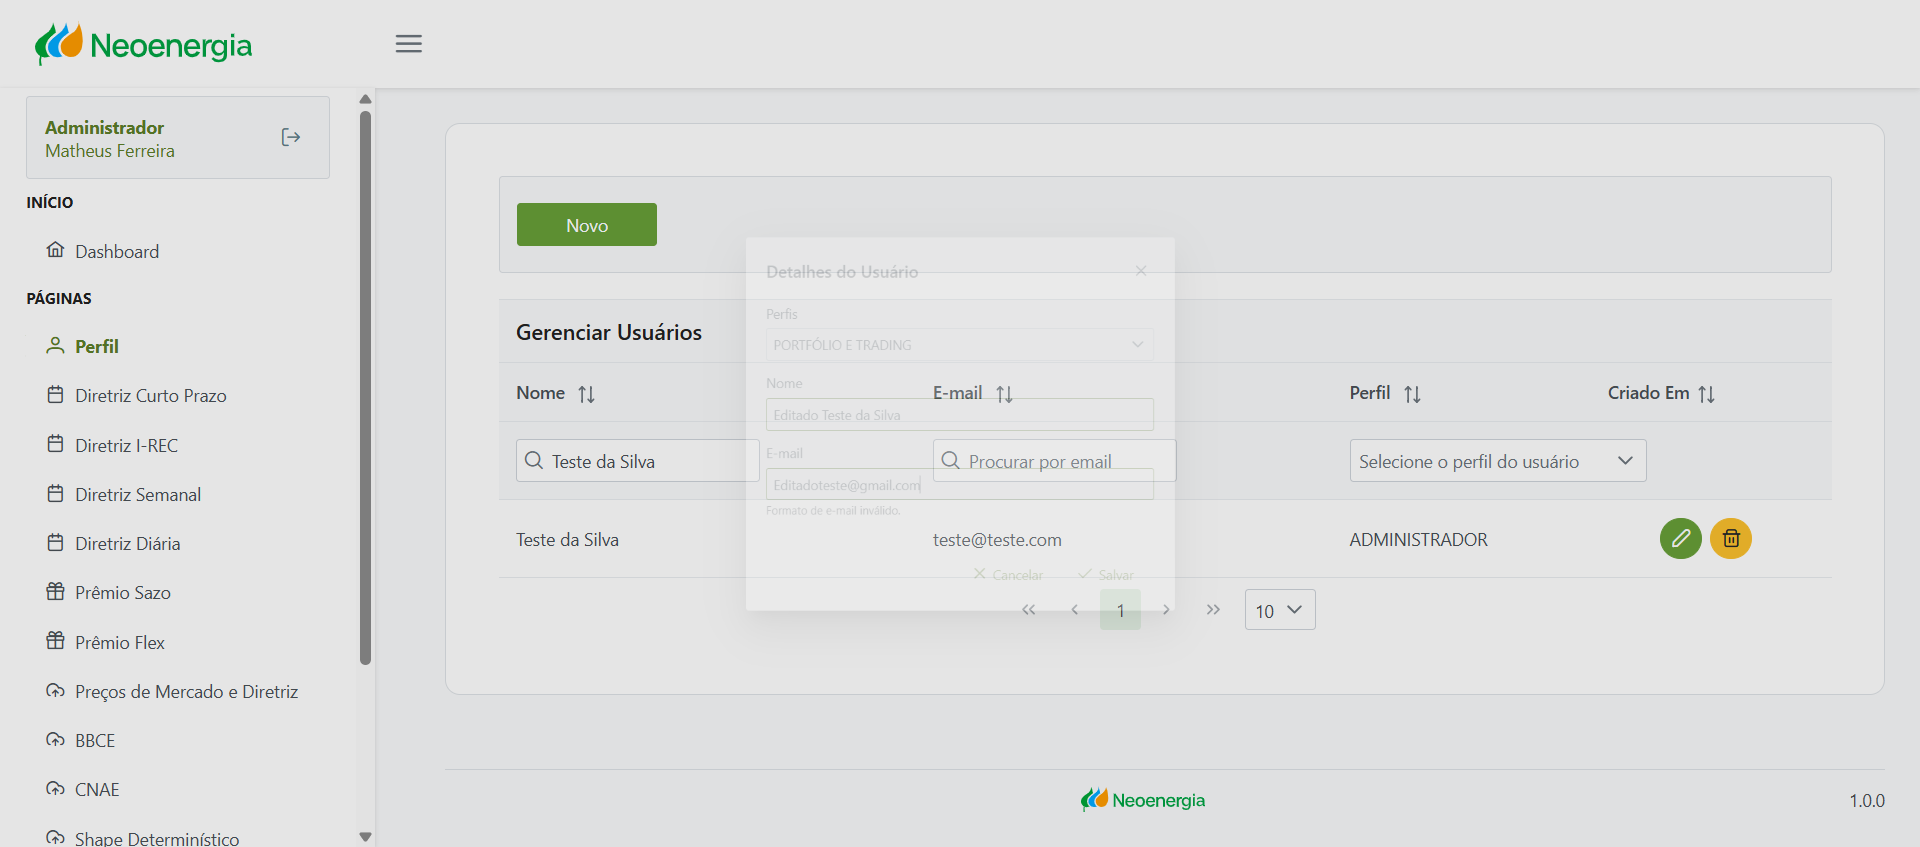 Neoenergia
Administrador
Matheus Ferreira
INÍCIO
Dashboard
PÁGINAS
Perfil
Diretriz Curto Prazo
Diretriz I-REC
Diretriz Semanal
Diretriz Diária
Prêmio Sazo
Prêmio Flex
Preços de Mercado e Diretriz
BBCE
CNAE
Shape Determinístico
Novo
Gerenciar Usuários
Nome E-mail Perfil Criado Em
Teste da Silva Procurar por email Selecione o perfil do usuário
Teste da Silva teste@teste.com ADMINISTRADOR
1 10
Detalhes do Usuário
Perfis
PORTFÓLIO E TRADING
Nome
Editado Teste da Silva
E-mail
Editadoteste@gmail.com
Formato de e-mail inválido.
Cancelar Salvar
Neoenergia
1.0.0